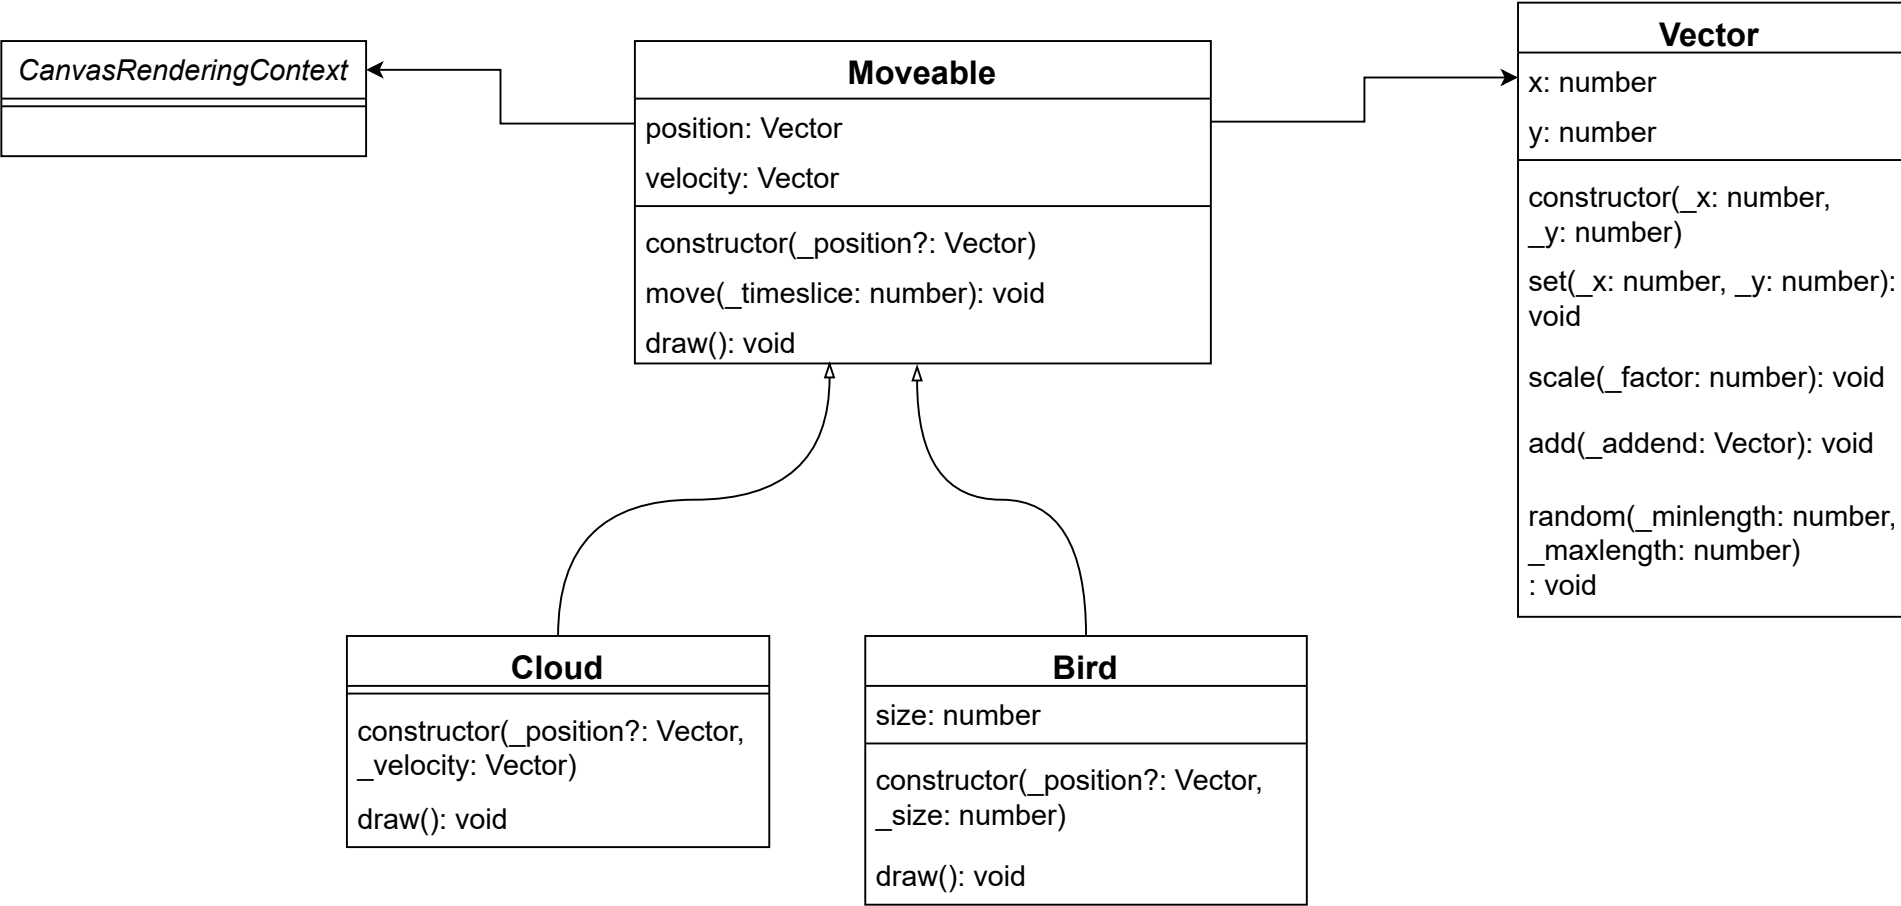 CanvasRenderingContext
Moveable
position: Vector
velocity: Vector
constructor(_position?: Vector)
move(_timeslice: number): void
draw(): void
Vector
x: number
y: number
constructor(_x: number,
_y: number)
set(_x: number, _y: number):
void
scale(_factor: number): void
add(_addend: Vector): void
random(_minlength: number,
_maxlength: number)
: void
Cloud
constructor(_position?: Vector,
_velocity: Vector)
draw(): void
Bird
size: number
constructor(_position?: Vector,
_size: number)
draw(): void